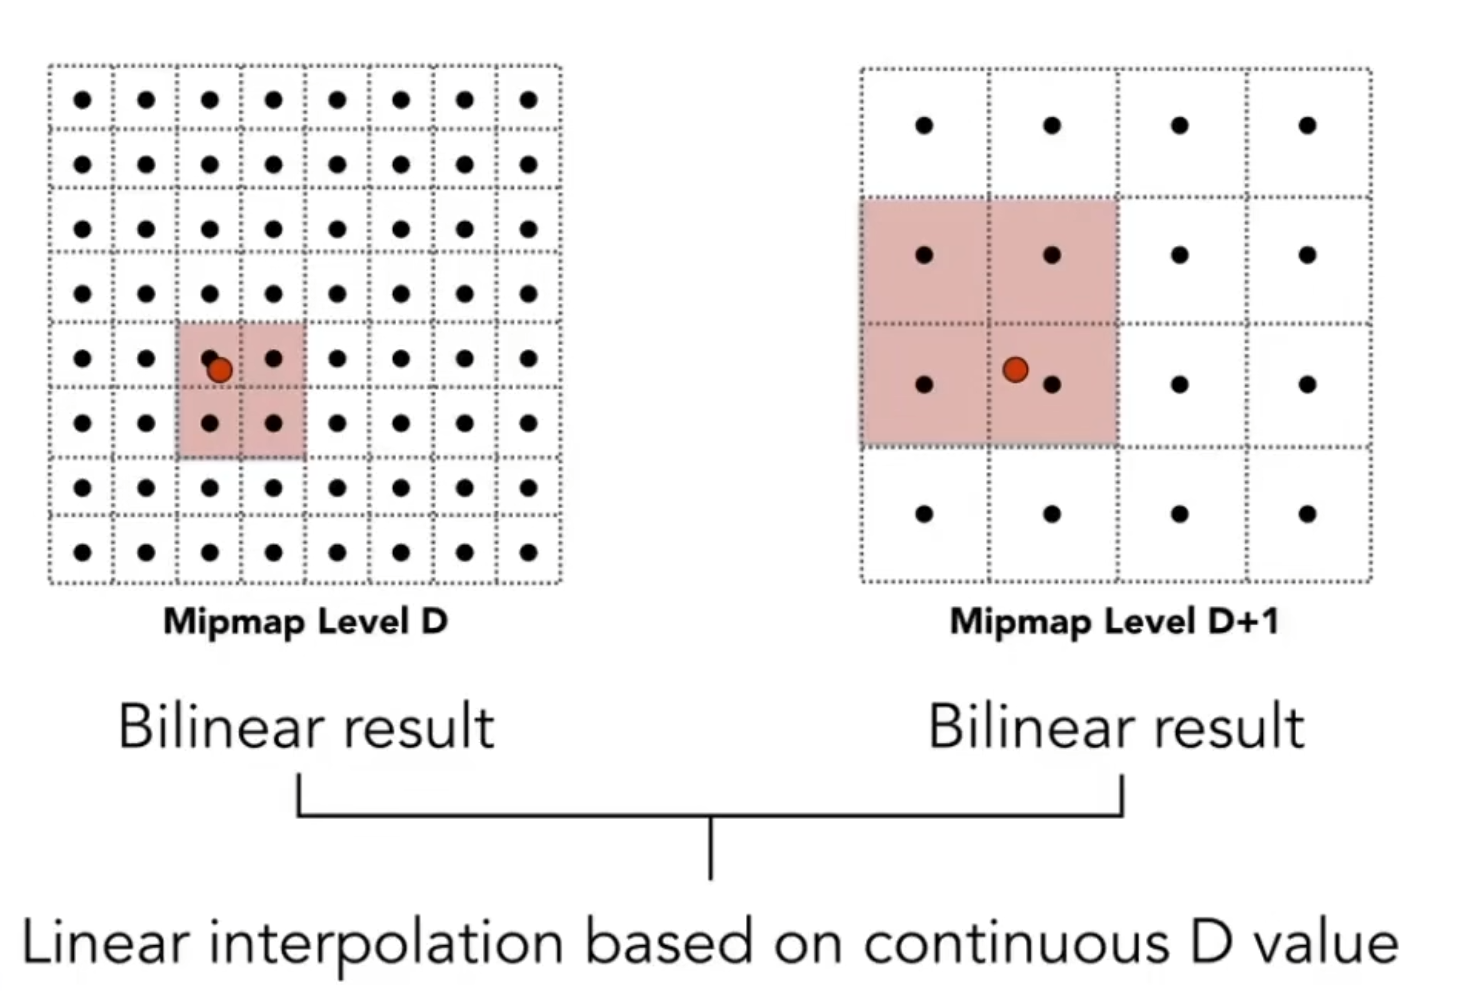 Mipmap Level D
Mipmap Level D+1
Bilinear result
Bilinear result
Linear interpolation based on continuous D value